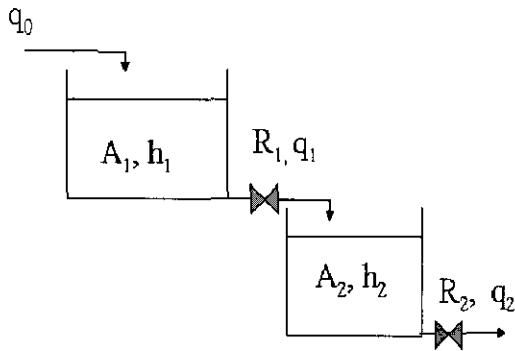 q₀
A₁, h₁
R₁, q₁
A₂, h₂
R₂, q₂